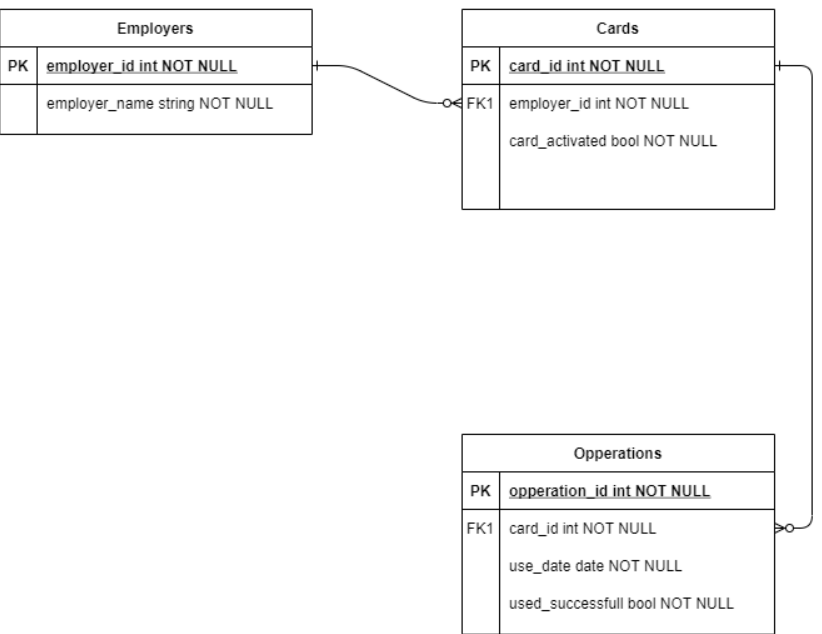 Employers
PK employer_id int NOT NULL
employer_name string NOT NULL
Cards
PK card_id int NOT NULL
FK1 employer_id int NOT NULL
card_activated bool NOT NULL
Opperations
PK opperation_id int NOT NULL
FK1 card_id int NOT NULL
use_date date NOT NULL
used_successfull bool NOT NULL